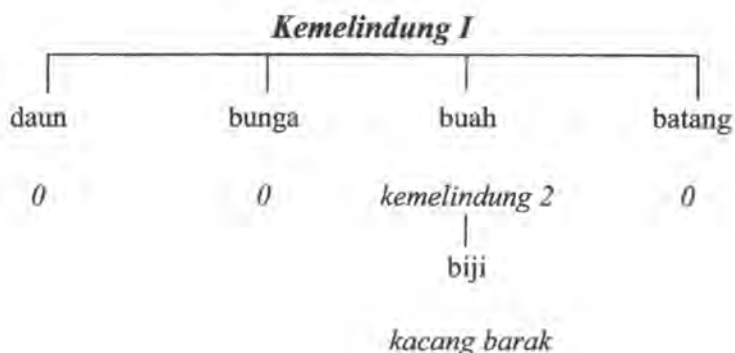 Kemelindung I
daun bunga buah batang
0 0 kemelindung 2 0
biji
kacang barak